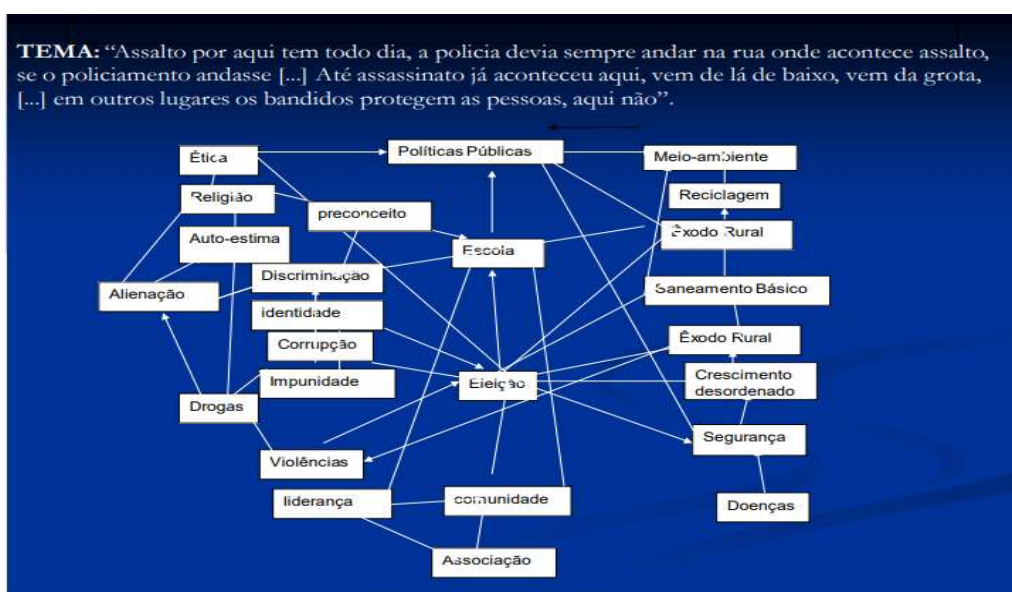 TEMA: “Assalto por aqui tem todo dia, a policia devia sempre andar na rua onde acontece assalto,
se o policiamento andasse [...] Até assassinato já aconteceu aqui, vem de lá de baixo, vem da grota,
[...] em outros lugares os bandidos protegem as pessoas, aqui não”.
Ética
Políticas Públicas
Meio-ambiente
Religião
Reciclagem
preconceito
Êxodo Rural
Auto-estima
Escola
Discriminação
Alienação
Saneamento Básico
identidade
Êxodo Rural
Corrupção
Impunidade
Eleição
Crescimento
desordenado
Drogas
Segurança
Violências
liderança
comunidade
Doenças
Associação